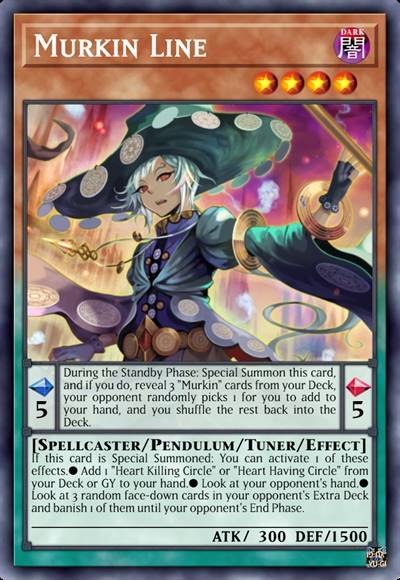 Murkin Line
DARK
闇
During the Standby Phase: Special Summon this card,
and if you do, reveal 3 "Murkin" cards from your Deck,
your opponent randomly picks 1 for you to add to
your hand, and you shuffle the rest back into the
Deck.
5
5
[Spellcaster/Pendulum/Tuner/Effect]
If this card is Special Summoned: You can activate 1 of these
effects.● Add 1 "Heart Killing Circle" or "Heart Having Circle" from
your Deck or GY to your hand.● Look at your opponent's hand.●
Look at 3 random face-down cards in your opponent's Extra Deck
and banish 1 of them until your opponent's End Phase.
ATK/ 300 DEF/1500